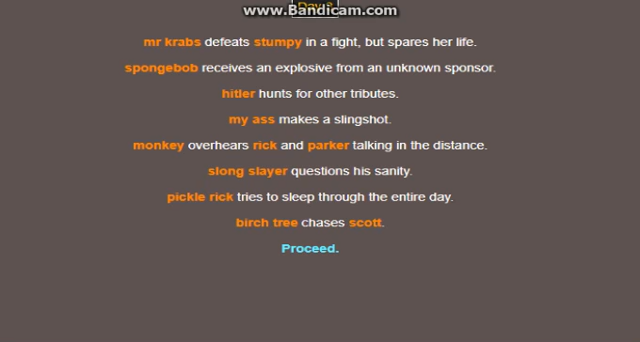 Day 3
www.Bandicam.com
mr krabs defeats stumpy in a fight, but spares her life.
spongebob receives an explosive from an unknown sponsor.
hitler hunts for other tributes.
my ass makes a slingshot.
monkey overhears rick and parker talking in the distance.
slong slayer questions his sanity.
pickle rick tries to sleep through the entire day.
birch tree chases scott.
Proceed.